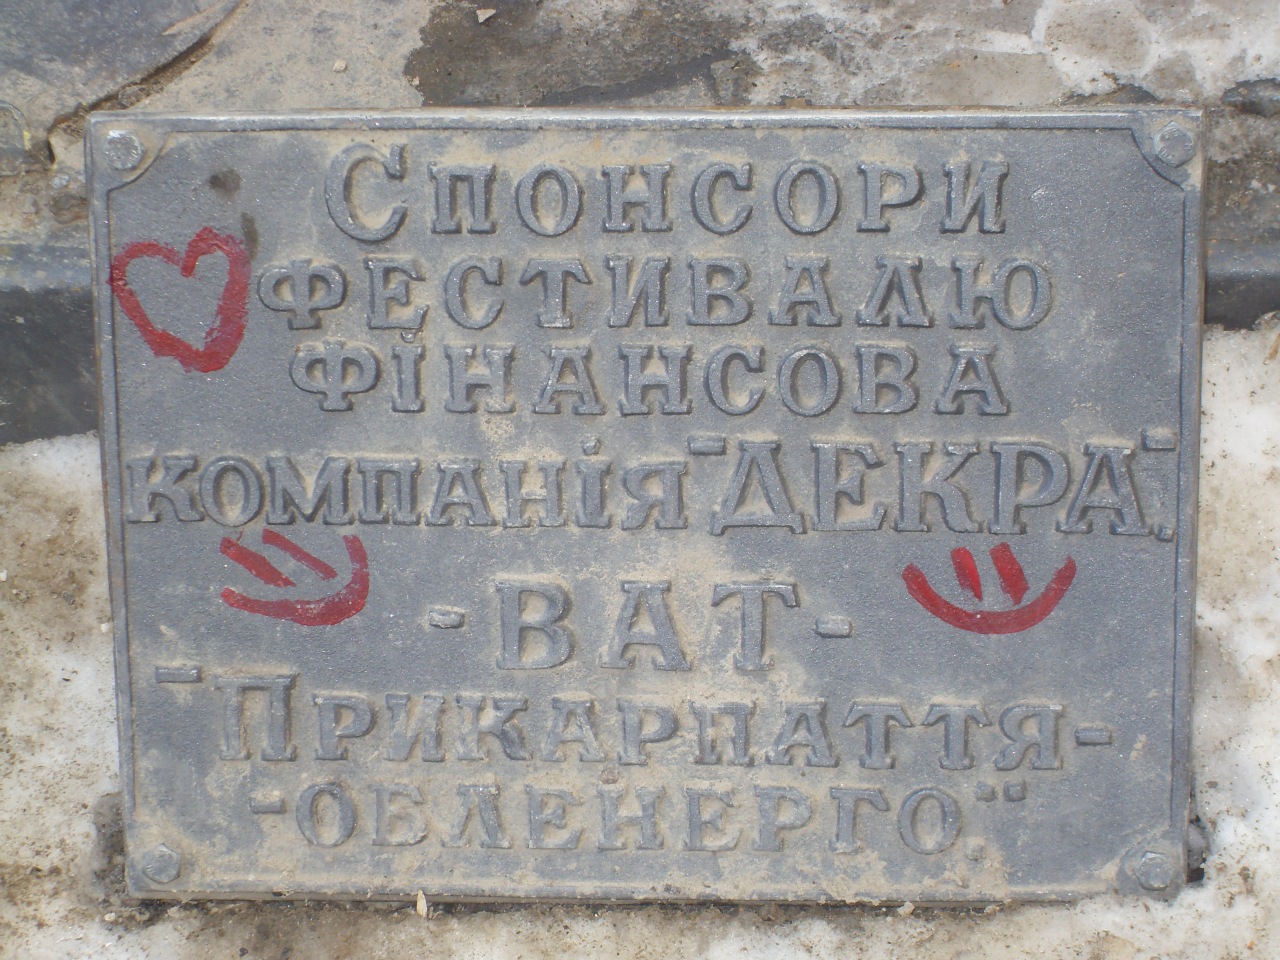 СПОНСОРИ
ФЕСТИВАЛЮ
ФІНАНСОВА
КОМПАНІЯ "ДЕКРА".
- ВАТ -
"ПРИКАРПАТТЯ-
-ОБЛЕНЕРГО"